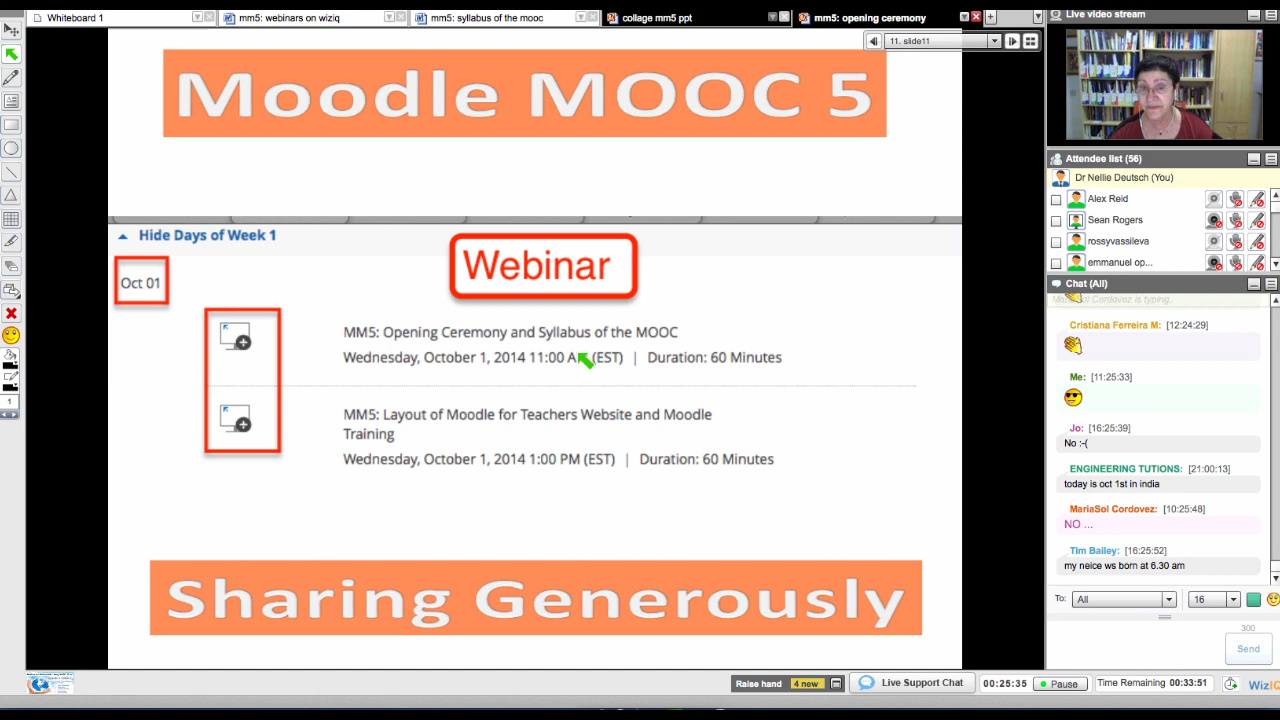 Whiteboard 1
mm5: webinars on wiziq
mm5: syllabus of the mooc
collage mm5 ppt
mm5: opening ceremony
Live video stream
11. slide11
Moodle MOOC 5
Hide Days of Week 1
Webinar
Oct 01
MM5: Opening Ceremony and Syllabus of the MOOC
Wednesday, October 1, 2014 11:00 AM (EST) | Duration: 60 Minutes
MM5: Layout of Moodle for Teachers Website and Moodle
Training
Wednesday, October 1, 2014 1:00 PM (EST) | Duration: 60 Minutes
Sharing Generously
Attendee list (56)
Dr Nellie Deutsch (You)
Alex Reid
Sean Rogers
rossyvassileva
emmanuel op...
Chat (All)
MariaSol Cordovez is typing.
Cristiana Ferreira M: [12:24:29]
Me: [11:25:33]
Jo: [16:25:39]
No :-(
ENGINEERING TUTIONS: [21:00:13]
today is oct 1st in india
MariaSol Cordovez: [10:25:48]
NO ...
Tim Bailey: [16:25:52]
my neice ws born at 6.30 am
To: All 16
300
Send
1
Raise hand 4 new
Live Support Chat
00:25:35
Pause
Time Remaining 00:33:51
WizIQ